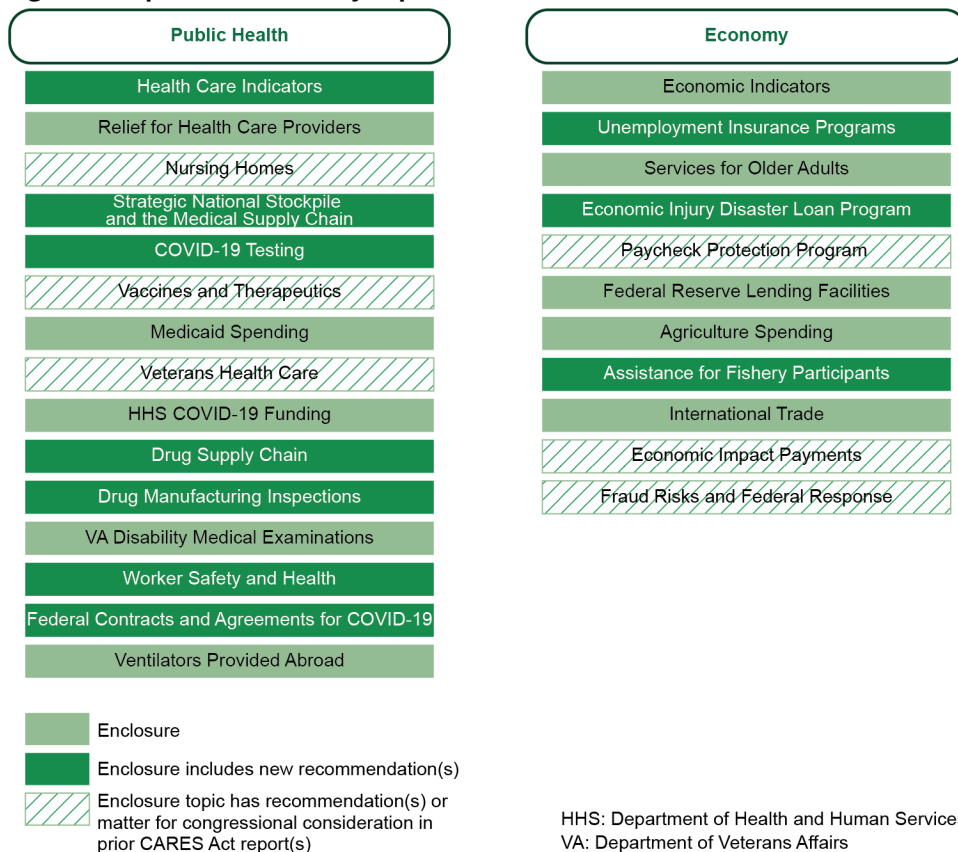 Public Health
Health Care Indicators
Relief for Health Care Providers
Nursing Homes
Strategic National Stockpile
and the Medical Supply Chain
COVID-19 Testing
Vaccines and Therapeutics
Medicaid Spending
Veterans Health Care
HHS COVID-19 Funding
Drug Supply Chain
Drug Manufacturing Inspections
VA Disability Medical Examinations
Worker Safety and Health
Federal Contracts and Agreements for COVID-19
Ventilators Provided Abroad
Economy
Economic Indicators
Unemployment Insurance Programs
Services for Older Adults
Economic Injury Disaster Loan Program
Paycheck Protection Program
Federal Reserve Lending Facilities
Agriculture Spending
Assistance for Fishery Participants
International Trade
Economic Impact Payments
Fraud Risks and Federal Response
Enclosure
Enclosure includes new recommendation(s)
Enclosure topic has recommendation(s) or
matter for congressional consideration in
prior CARES Act report(s)
HHS: Department of Health and Human Service
VA: Department of Veterans Affairs